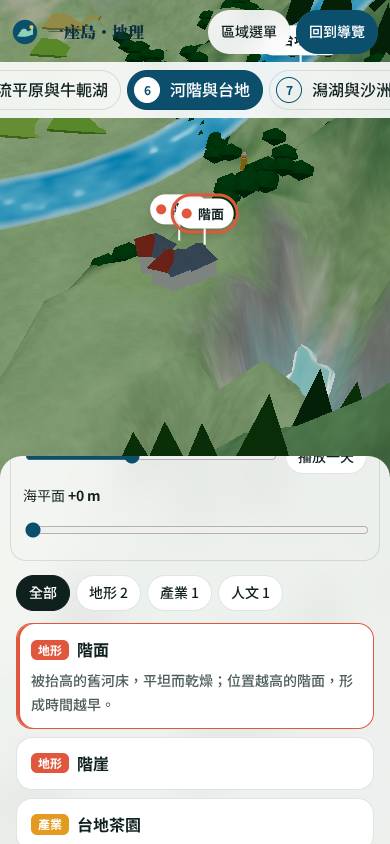 一座島・地理
區域選單
回到導覽
流平原與牛軛湖
6 河階與台地
7 潟湖與沙洲
階面
播放一天
海平面 +0 m
全部
地形 2
產業 1
人文 1
地形 階面
被抬高的舊河床，平坦而乾燥；位置越高的階面，形
成時間越早。
地形 階崖
產業 台地茶園